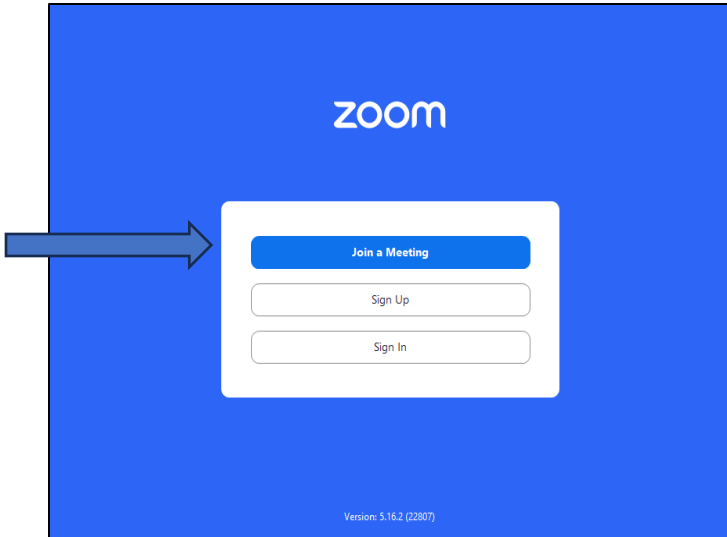 zoom
Join a Meeting
Sign Up
Sign In
Version: 5.16.2 (22807)